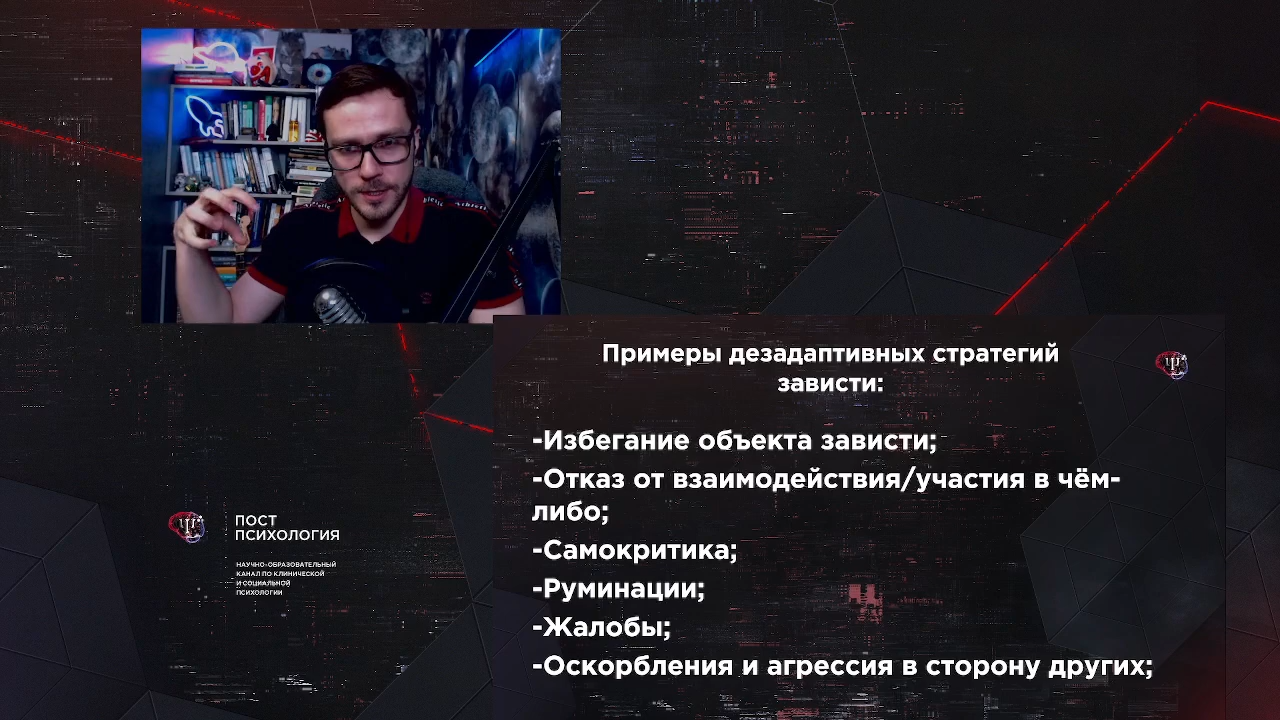 Примеры дезадаптивных стратегий
зависти:
-Избегание объекта зависти;
-Отказ от взаимодействия/участия в чём-
либо;
-Самокритика;
-Руминации;
-Жалобы;
-Оскорбления и агрессия в сторону других;
ПОСТ
ПСИХОЛОГИЯ
НАУЧНО-ОБРАЗОВАТЕЛЬНЫЙ
КАНАЛ ПО КЛИНИЧЕСКОЙ
И СОЦИАЛЬНОЙ
ПСИХОЛОГИИ